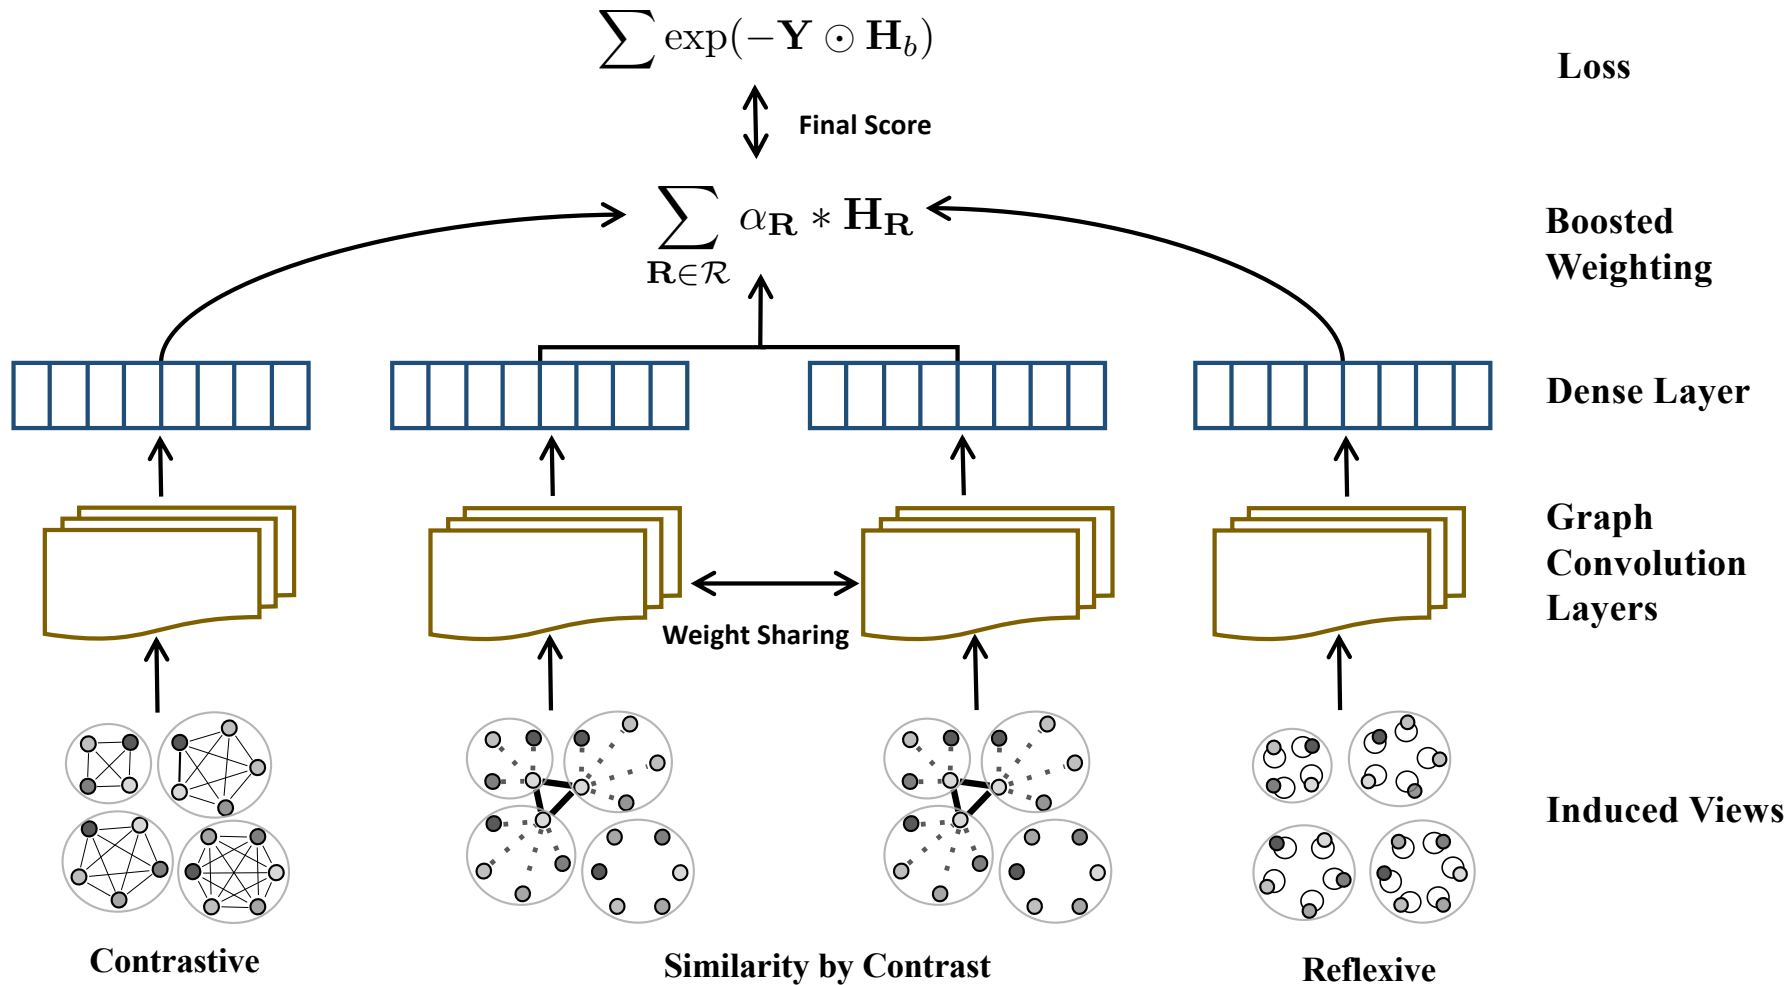 ∑ exp(−Y ⊙ H_b)
Loss
Final Score
∑ α_R ∗ H_R
R∈ℛ
Boosted
Weighting
Dense Layer
Graph
Convolution
Layers
Weight Sharing
Induced Views
Contrastive
Similarity by Contrast
Reflexive